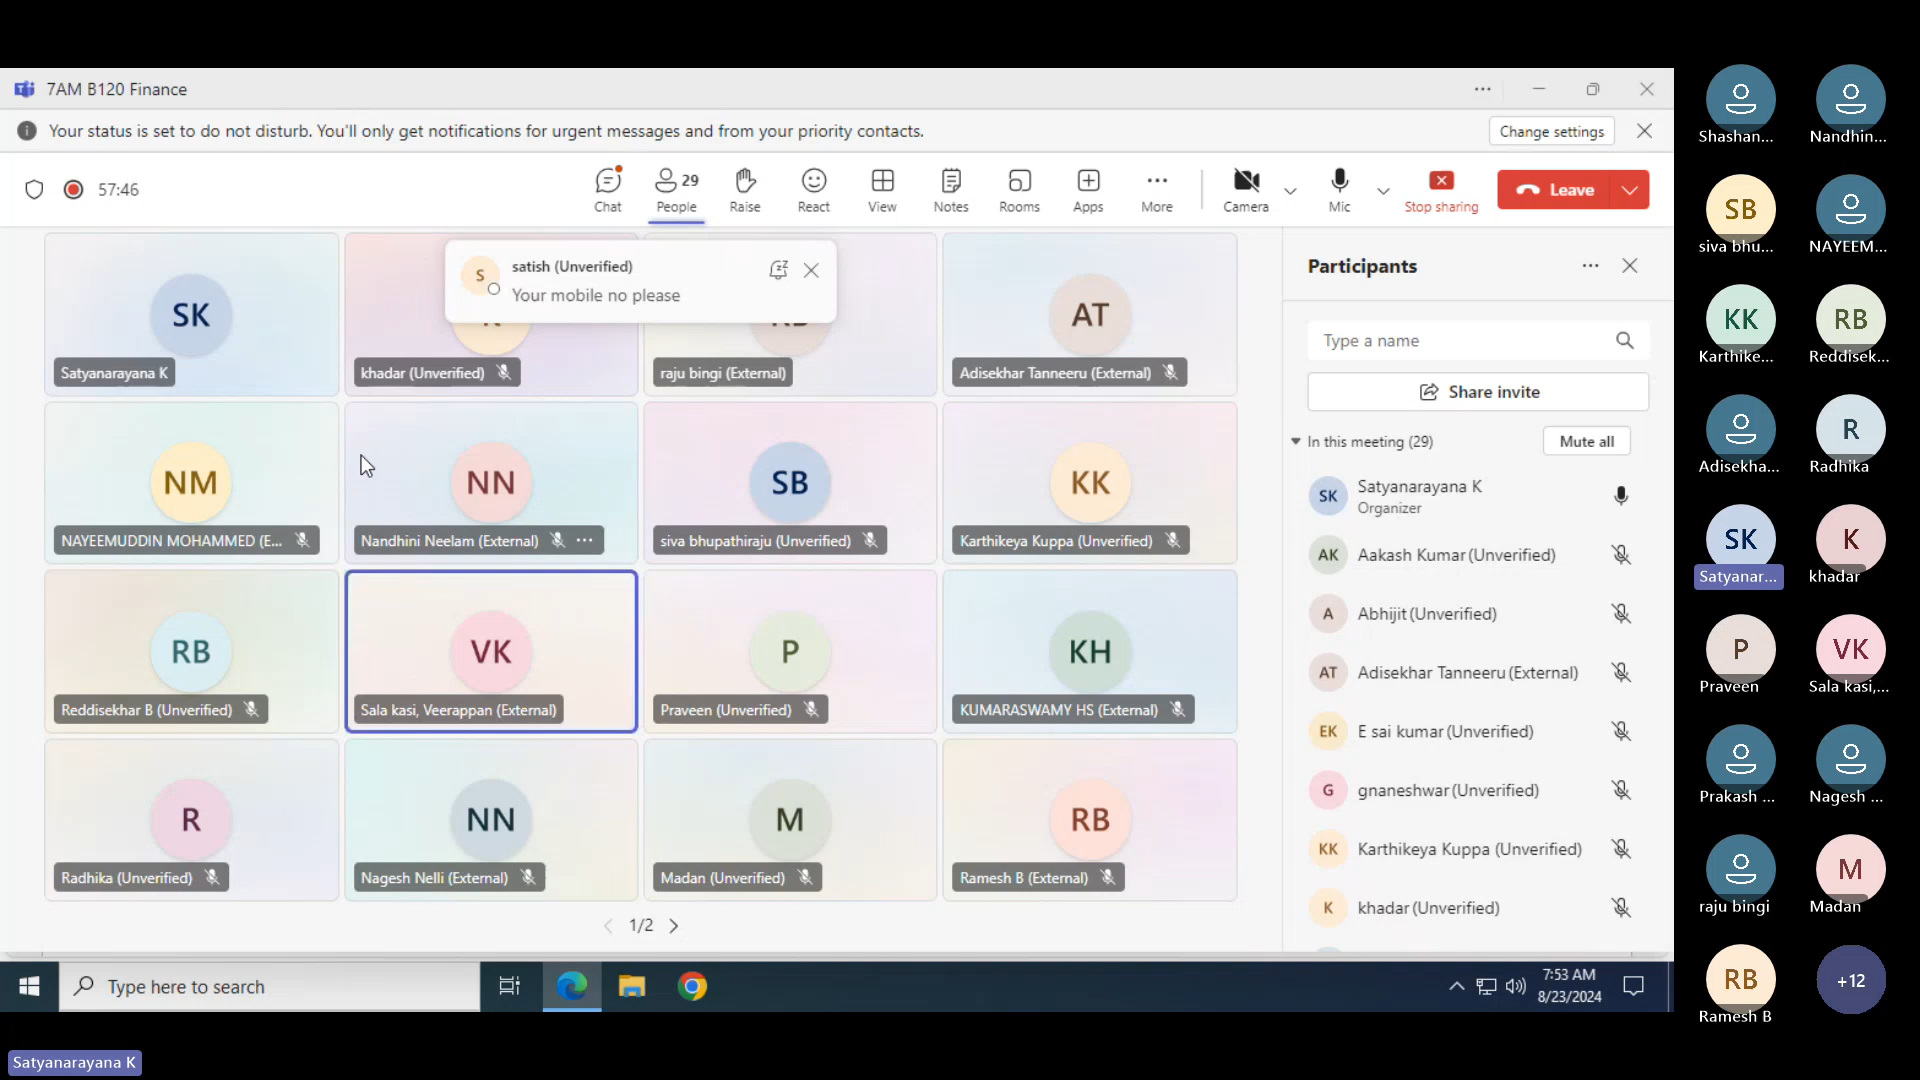 7AM B120 Finance
Your status is set to do not disturb. You'll only get notifications for urgent messages and from your priority contacts.
Change settings
57:46
Chat
29
People
Raise
React
View
Notes
Rooms
Apps
More
Camera
Mic
Stop sharing
Leave
SK
Satyanarayana K
khadar (Unverified)
S
satish (Unverified)
Your mobile no please
raju bingi (External)
AT
Adisekhar Tanneeru (External)
NM
NAYEEMUDDIN MOHAMMED (E...
NN
Nandhini Neelam (External)
SB
siva bhupathiraju (Unverified)
KK
Karthikeya Kuppa (Unverified)
RB
Reddisekhar B (Unverified)
VK
Sala kasi, Veerappan (External)
P
Praveen (Unverified)
KH
KUMARASWAMY HS (External)
R
Radhika (Unverified)
NN
Nagesh Nelli (External)
M
Madan (Unverified)
RB
Ramesh B (External)
1/2
Participants
Type a name
Share invite
In this meeting (29)
Mute all
SK
Satyanarayana K
Organizer
AK
Aakash Kumar (Unverified)
A
Abhijit (Unverified)
AT
Adisekhar Tanneeru (External)
EK
E sai kumar (Unverified)
G
gnaneshwar (Unverified)
KK
Karthikeya Kuppa (Unverified)
K
khadar (Unverified)
Type here to search
7:53 AM
8/23/2024
Shashan...
Nandhin...
SB
siva bhu...
NAYEEM...
KK
Karthike...
RB
Reddisek...
Adisekha...
R
Radhika
SK
Satyanar...
K
khadar
P
Praveen
VK
Sala kasi,...
Prakash ...
Nagesh ...
raju bingi
M
Madan
RB
Ramesh B
+12
Satyanarayana K